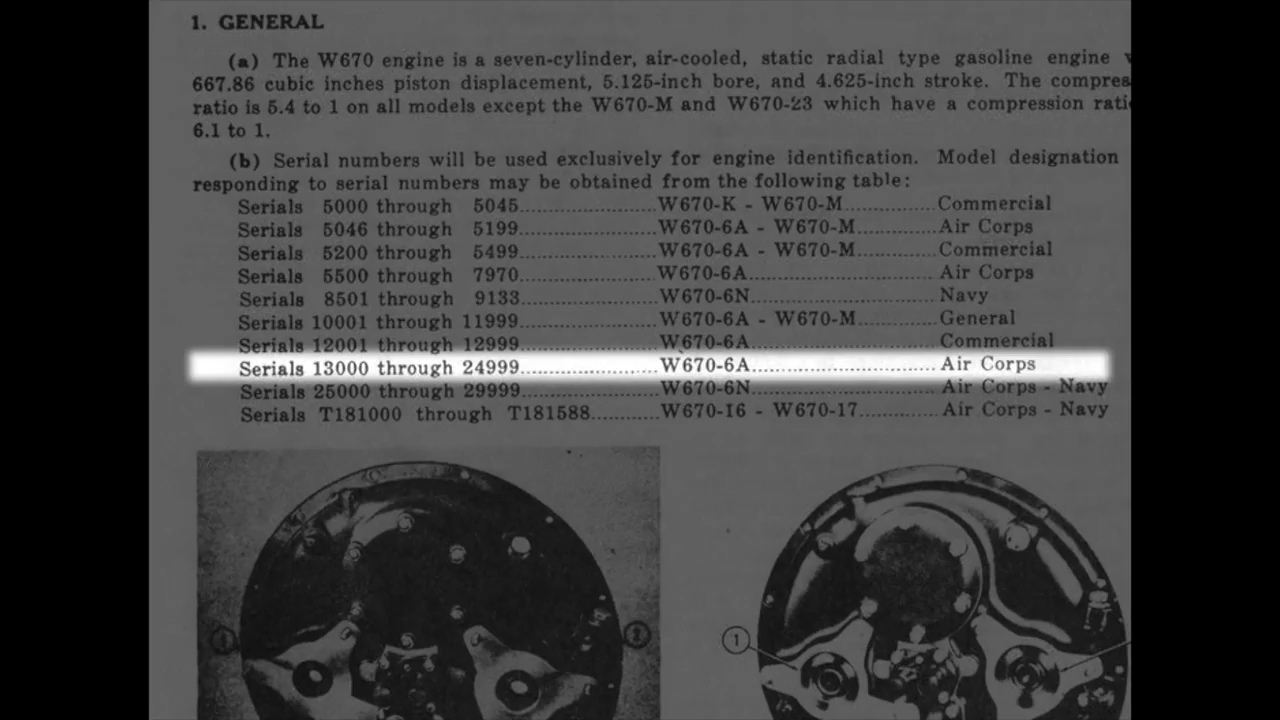 1. GENERAL
(a) The W670 engine is a seven-cylinder, air-cooled, static radial type gasoline engine
667.86 cubic inches piston displacement, 5.125-inch bore, and 4.625-inch stroke. The compres
ratio is 5.4 to 1 on all models except the W670-M and W670-23 which have a compression rati
6.1 to 1.
(b) Serial numbers will be used exclusively for engine identification. Model designation
responding to serial numbers may be obtained from the following table:
Serials 5000 through 5045......................W670-K - W670-M...............Commercial
Serials 5046 through 5199......................W670-6A - W670-M.............Air Corps
Serials 5200 through 5499......................W670-6A - W670-M.............Commercial
Serials 5500 through 7970......................W670-6A..............................Air Corps
Serials 8501 through 9133......................W670-6N..............................Navy
Serials 10001 through 11999......................W670-6A - W670-M.............General
Serials 12001 through 12999......................W670-6A..............................Commercial
Serials 13000 through 24999......................W670-6A..............................Air Corps
Serials 25000 through 29999......................W670-6N..............................Air Corps - Navy
Serials T181000 through T181588...........W670-16 - W670-17.............Air Corps - Navy
1 2 1